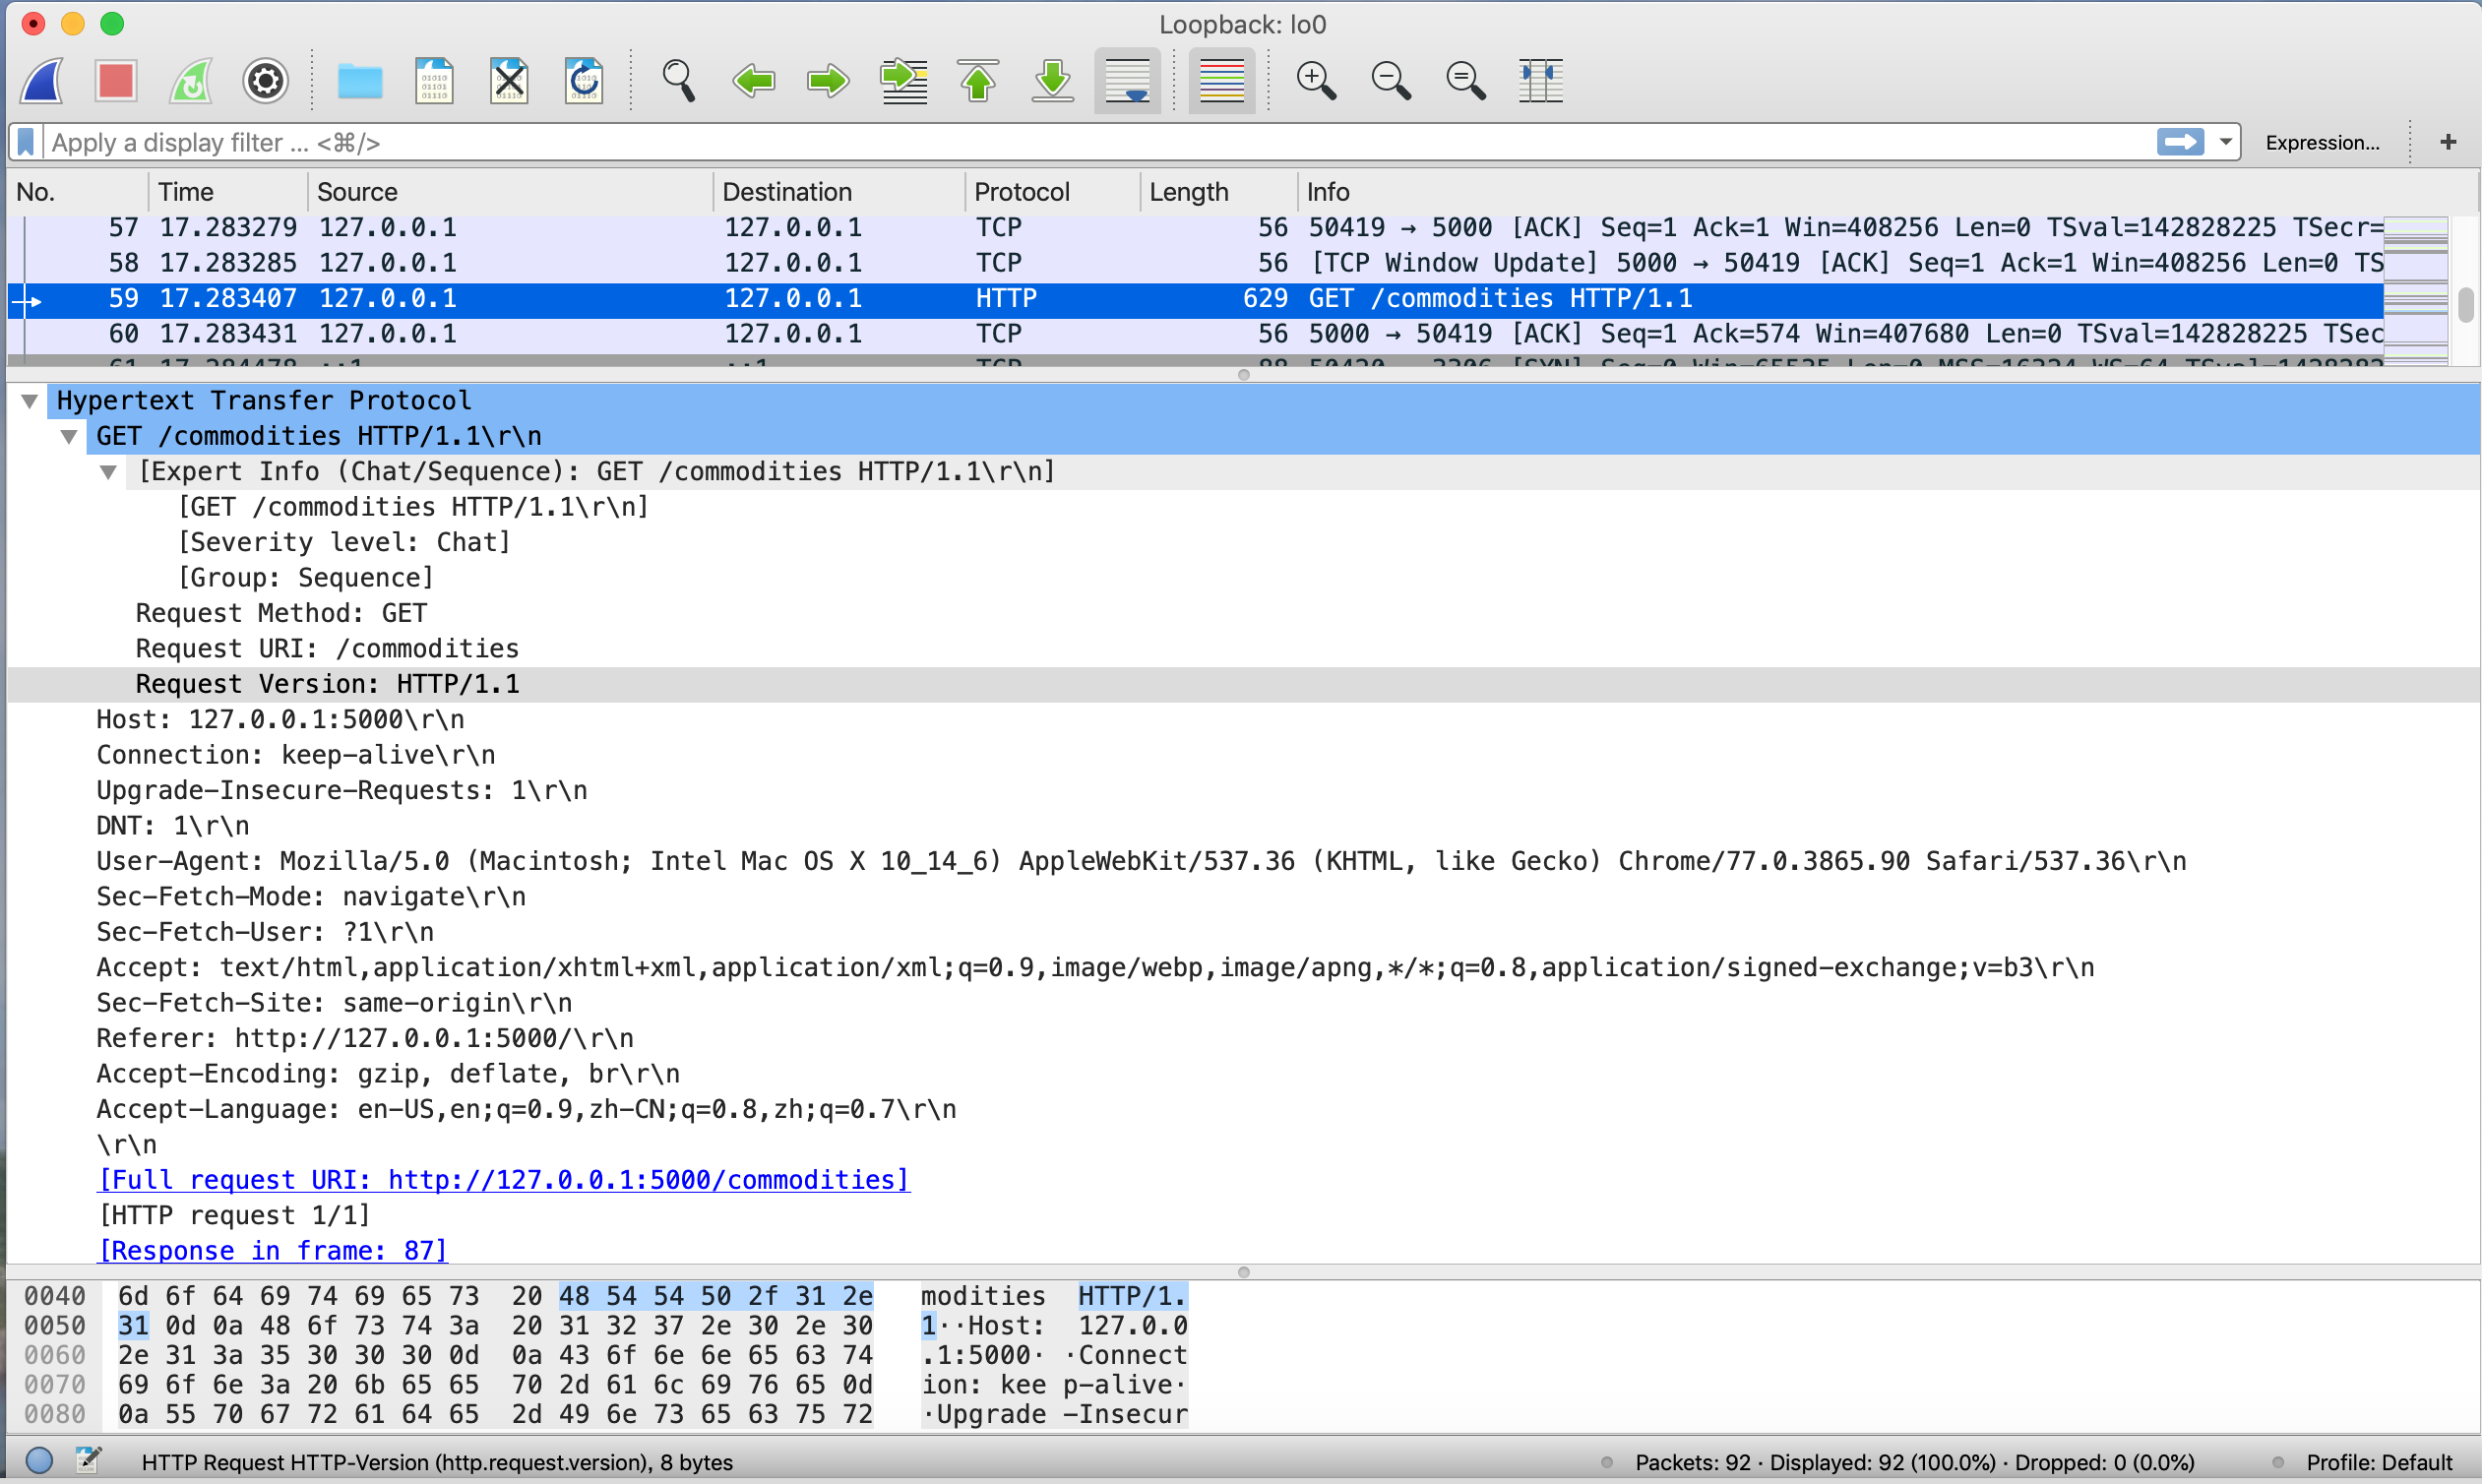 Loopback: lo0
Apply a display filter ... <⌘/>
Expression...
+
No. Time Source Destination Protocol Length Info
57 17.283279 127.0.0.1 127.0.0.1 TCP 56 50419 → 5000 [ACK] Seq=1 Ack=1 Win=408256 Len=0 TSval=142828225 TSecr=
58 17.283285 127.0.0.1 127.0.0.1 TCP 56 [TCP Window Update] 5000 → 50419 [ACK] Seq=1 Ack=1 Win=408256 Len=0 TS
59 17.283407 127.0.0.1 127.0.0.1 HTTP 629 GET /commodities HTTP/1.1
60 17.283431 127.0.0.1 127.0.0.1 TCP 56 5000 → 50419 [ACK] Seq=1 Ack=574 Win=407680 Len=0 TSval=142828225 TSec
Hypertext Transfer Protocol
GET /commodities HTTP/1.1\r\n
[Expert Info (Chat/Sequence): GET /commodities HTTP/1.1\r\n]
[GET /commodities HTTP/1.1\r\n]
[Severity level: Chat]
[Group: Sequence]
Request Method: GET
Request URI: /commodities
Request Version: HTTP/1.1
Host: 127.0.0.1:5000\r\n
Connection: keep-alive\r\n
Upgrade-Insecure-Requests: 1\r\n
DNT: 1\r\n
User-Agent: Mozilla/5.0 (Macintosh; Intel Mac OS X 10_14_6) AppleWebKit/537.36 (KHTML, like Gecko) Chrome/77.0.3865.90 Safari/537.36\r\n
Sec-Fetch-Mode: navigate\r\n
Sec-Fetch-User: ?1\r\n
Accept: text/html,application/xhtml+xml,application/xml;q=0.9,image/webp,image/apng,*/*;q=0.8,application/signed-exchange;v=b3\r\n
Sec-Fetch-Site: same-origin\r\n
Referer: http://127.0.0.1:5000/\r\n
Accept-Encoding: gzip, deflate, br\r\n
Accept-Language: en-US,en;q=0.9,zh-CN;q=0.8,zh;q=0.7\r\n
\r\n
[Full request URI: http://127.0.0.1:5000/commodities]
[HTTP request 1/1]
[Response in frame: 87]
0040 6d 6f 64 69 74 69 65 73 20 48 54 54 50 2f 31 2e modities HTTP/1.
0050 31 0d 0a 48 6f 73 74 3a 20 31 32 37 2e 30 2e 30 1··Host: 127.0.0
0060 2e 31 3a 35 30 30 30 0d 0a 43 6f 6e 6e 65 63 74 .1:5000· ·Connect
0070 69 6f 6e 3a 20 6b 65 65 70 2d 61 6c 69 76 65 0d ion: kee p-alive·
0080 0a 55 70 67 72 61 64 65 2d 49 6e 73 65 63 75 72 ·Upgrade -Insecur
HTTP Request HTTP-Version (http.request.version), 8 bytes
Packets: 92 · Displayed: 92 (100.0%) · Dropped: 0 (0.0%)
Profile: Default